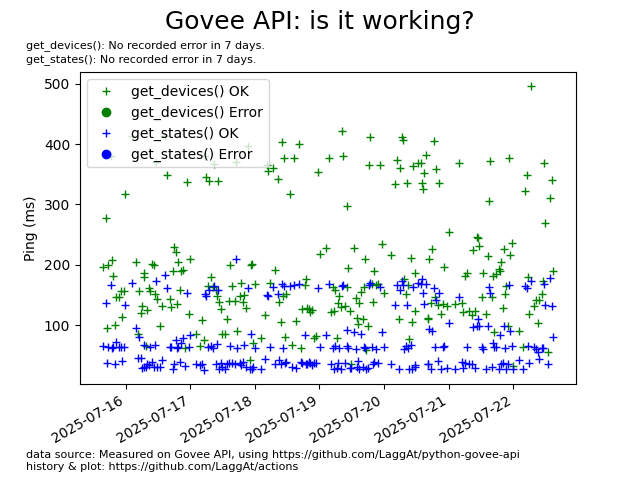 Govee API: is it working?
get_devices(): No recorded error in 7 days.
get_states(): No recorded error in 7 days.
get_devices() OK
get_devices() Error
get_states() OK
get_states() Error
Ping (ms)
500
400
300
200
100
2025-07-16
2025-07-17
2025-07-18
2025-07-19
2025-07-20
2025-07-21
2025-07-22
data source: Measured on Govee API, using https://github.com/LaggAt/python-govee-api
history & plot: https://github.com/LaggAt/actions